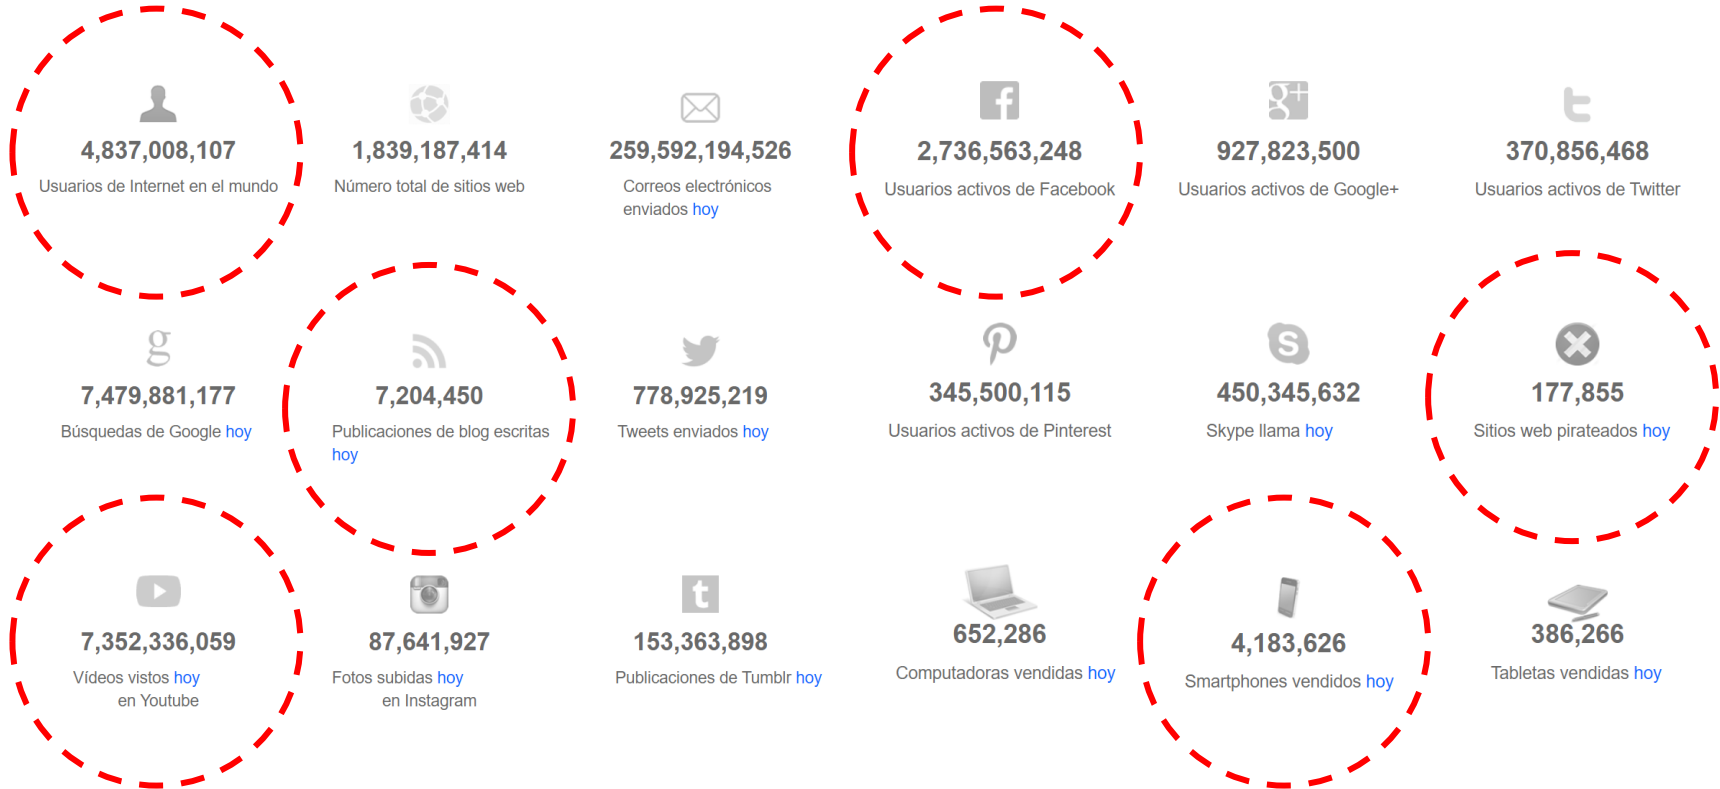 4,837,008,107
Usuarios de Internet en el mundo
1,839,187,414
Número total de sitios web
259,592,194,526
Correos electrónicos
enviados hoy
2,736,563,248
Usuarios activos de Facebook
927,823,500
Usuarios activos de Google+
370,856,468
Usuarios activos de Twitter
7,479,881,177
Búsquedas de Google hoy
7,204,450
Publicaciones de blog escritas
hoy
778,925,219
Tweets enviados hoy
345,500,115
Usuarios activos de Pinterest
450,345,632
Skype llama hoy
177,855
Sitios web pirateados hoy
7,352,336,059
Vídeos vistos hoy
en Youtube
87,641,927
Fotos subidas hoy
en Instagram
153,363,898
Publicaciones de Tumblr hoy
652,286
Computadoras vendidas hoy
4,183,626
Smartphones vendidos hoy
386,266
Tabletas vendidas hoy